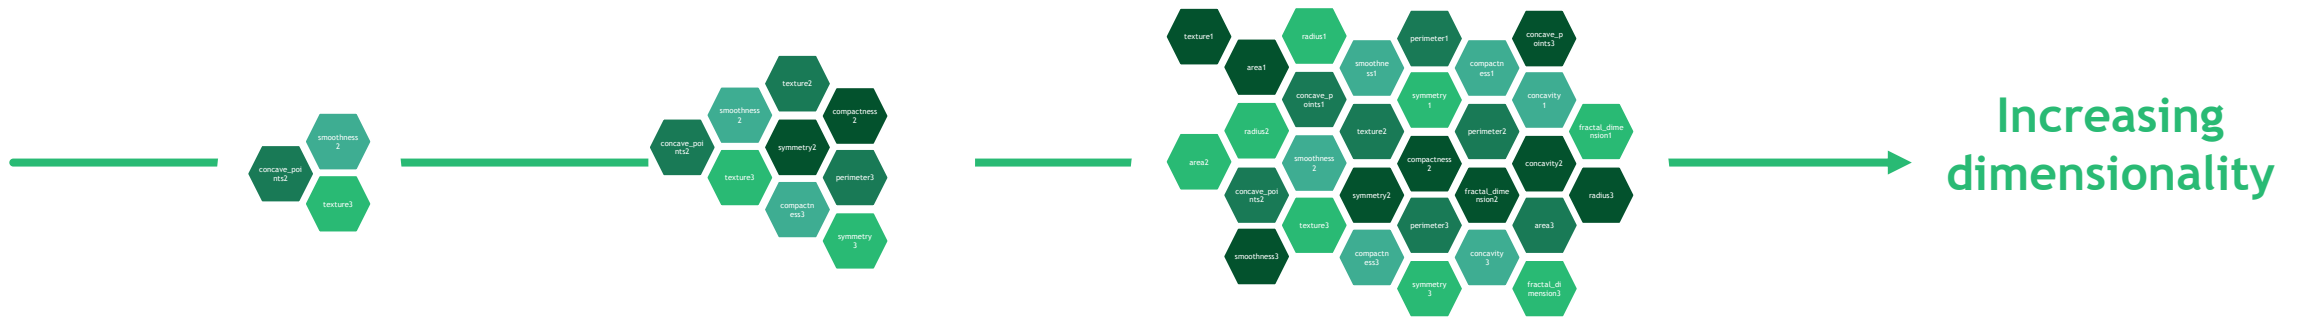 concave_poi
nts2
smoothness
2
texture3
concave_poi
nts2
smoothness
2
texture3
texture2
symmetry2
compactn
ess3
compactness
2
perimeter3
symmetry
3
texture1
area2
area1
radius2
concave_poi
nts2
smoothness3
radius1
concave_p
oints1
smoothness
2
texture3
smoothne
ss1
texture2
symmetry2
compactn
ess3
perimeter1
symmetry
1
compactness
2
perimeter3
symmetry
3
compactn
ess1
perimeter2
fractal_dime
nsion2
concavity
3
concave_p
oints3
concavity
1
concavity2
area3
fractal_di
mension3
fractal_dime
nsion1
radius3
Increasing
dimensionality